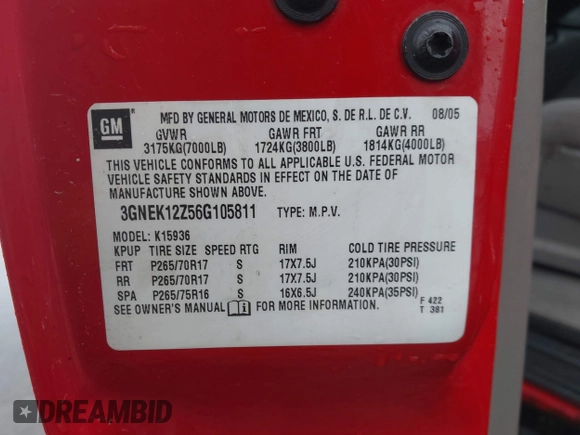 GM
MFD BY GENERAL MOTORS DE MEXICO, S. DE R.L. DE C.V. 08/05
GVWR GAWR FRT GAWR RR
3175KG(7000LB) 1724KG(3800LB) 1814KG(4000LB)
THIS VEHICLE CONFORMS TO ALL APPLICABLE U.S. FEDERAL MOTOR
VEHICLE SAFETY STANDARDS IN EFFECT ON THE DATE OF
MANUFACTURE SHOWN ABOVE.
3GNEK12Z56G105811 TYPE: M.P.V.
MODEL: K15936
KPUP TIRE SIZE SPEED RTG RIM COLD TIRE PRESSURE
FRT P265/70R17 S 17X7.5J 210KPA(30PSI)
RR P265/70R17 S 17X7.5J 210KPA(30PSI)
SPA P265/75R16 S 16X6.5J 240KPA(35PSI)
SEE OWNER'S MANUAL FOR MORE INFORMATION.
F 422
T 381
DREAMBID